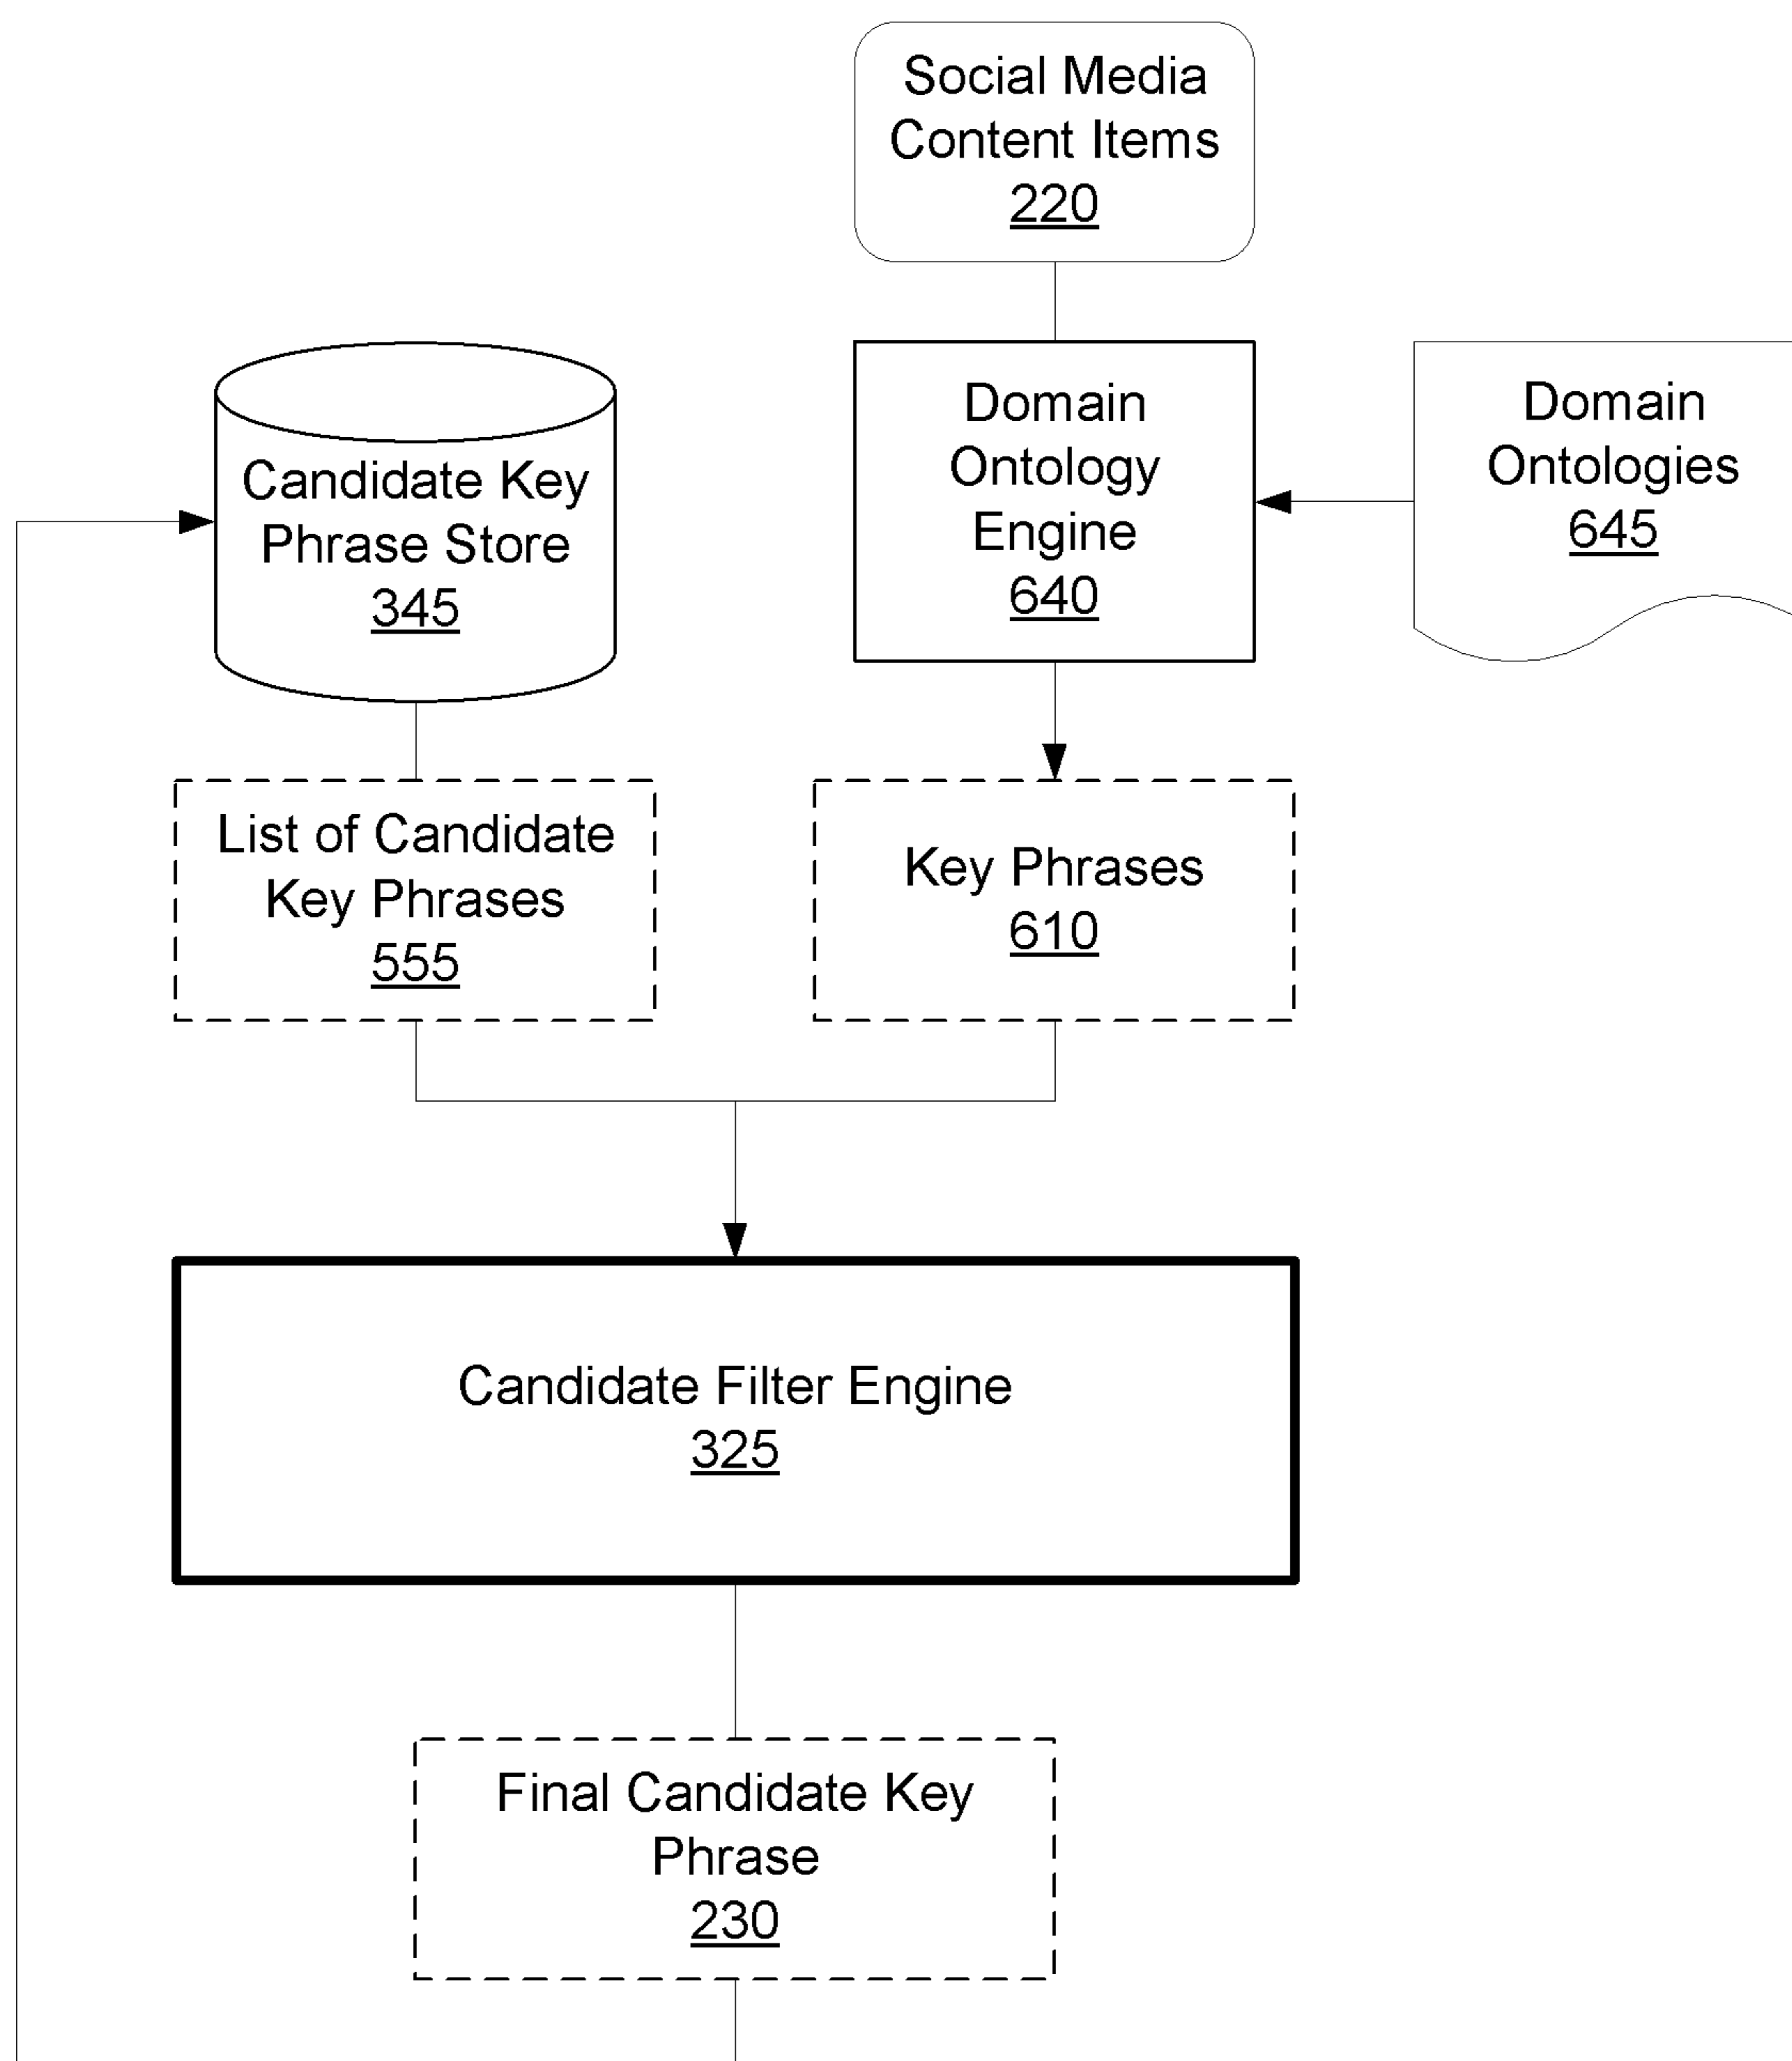 Social Media
Content Items
220
Candidate Key
Phrase Store
345
Domain
Ontology
Engine
640
Domain
Ontologies
645
List of Candidate
Key Phrases
555
Key Phrases
610
Candidate Filter Engine
325
Final Candidate Key
Phrase
230